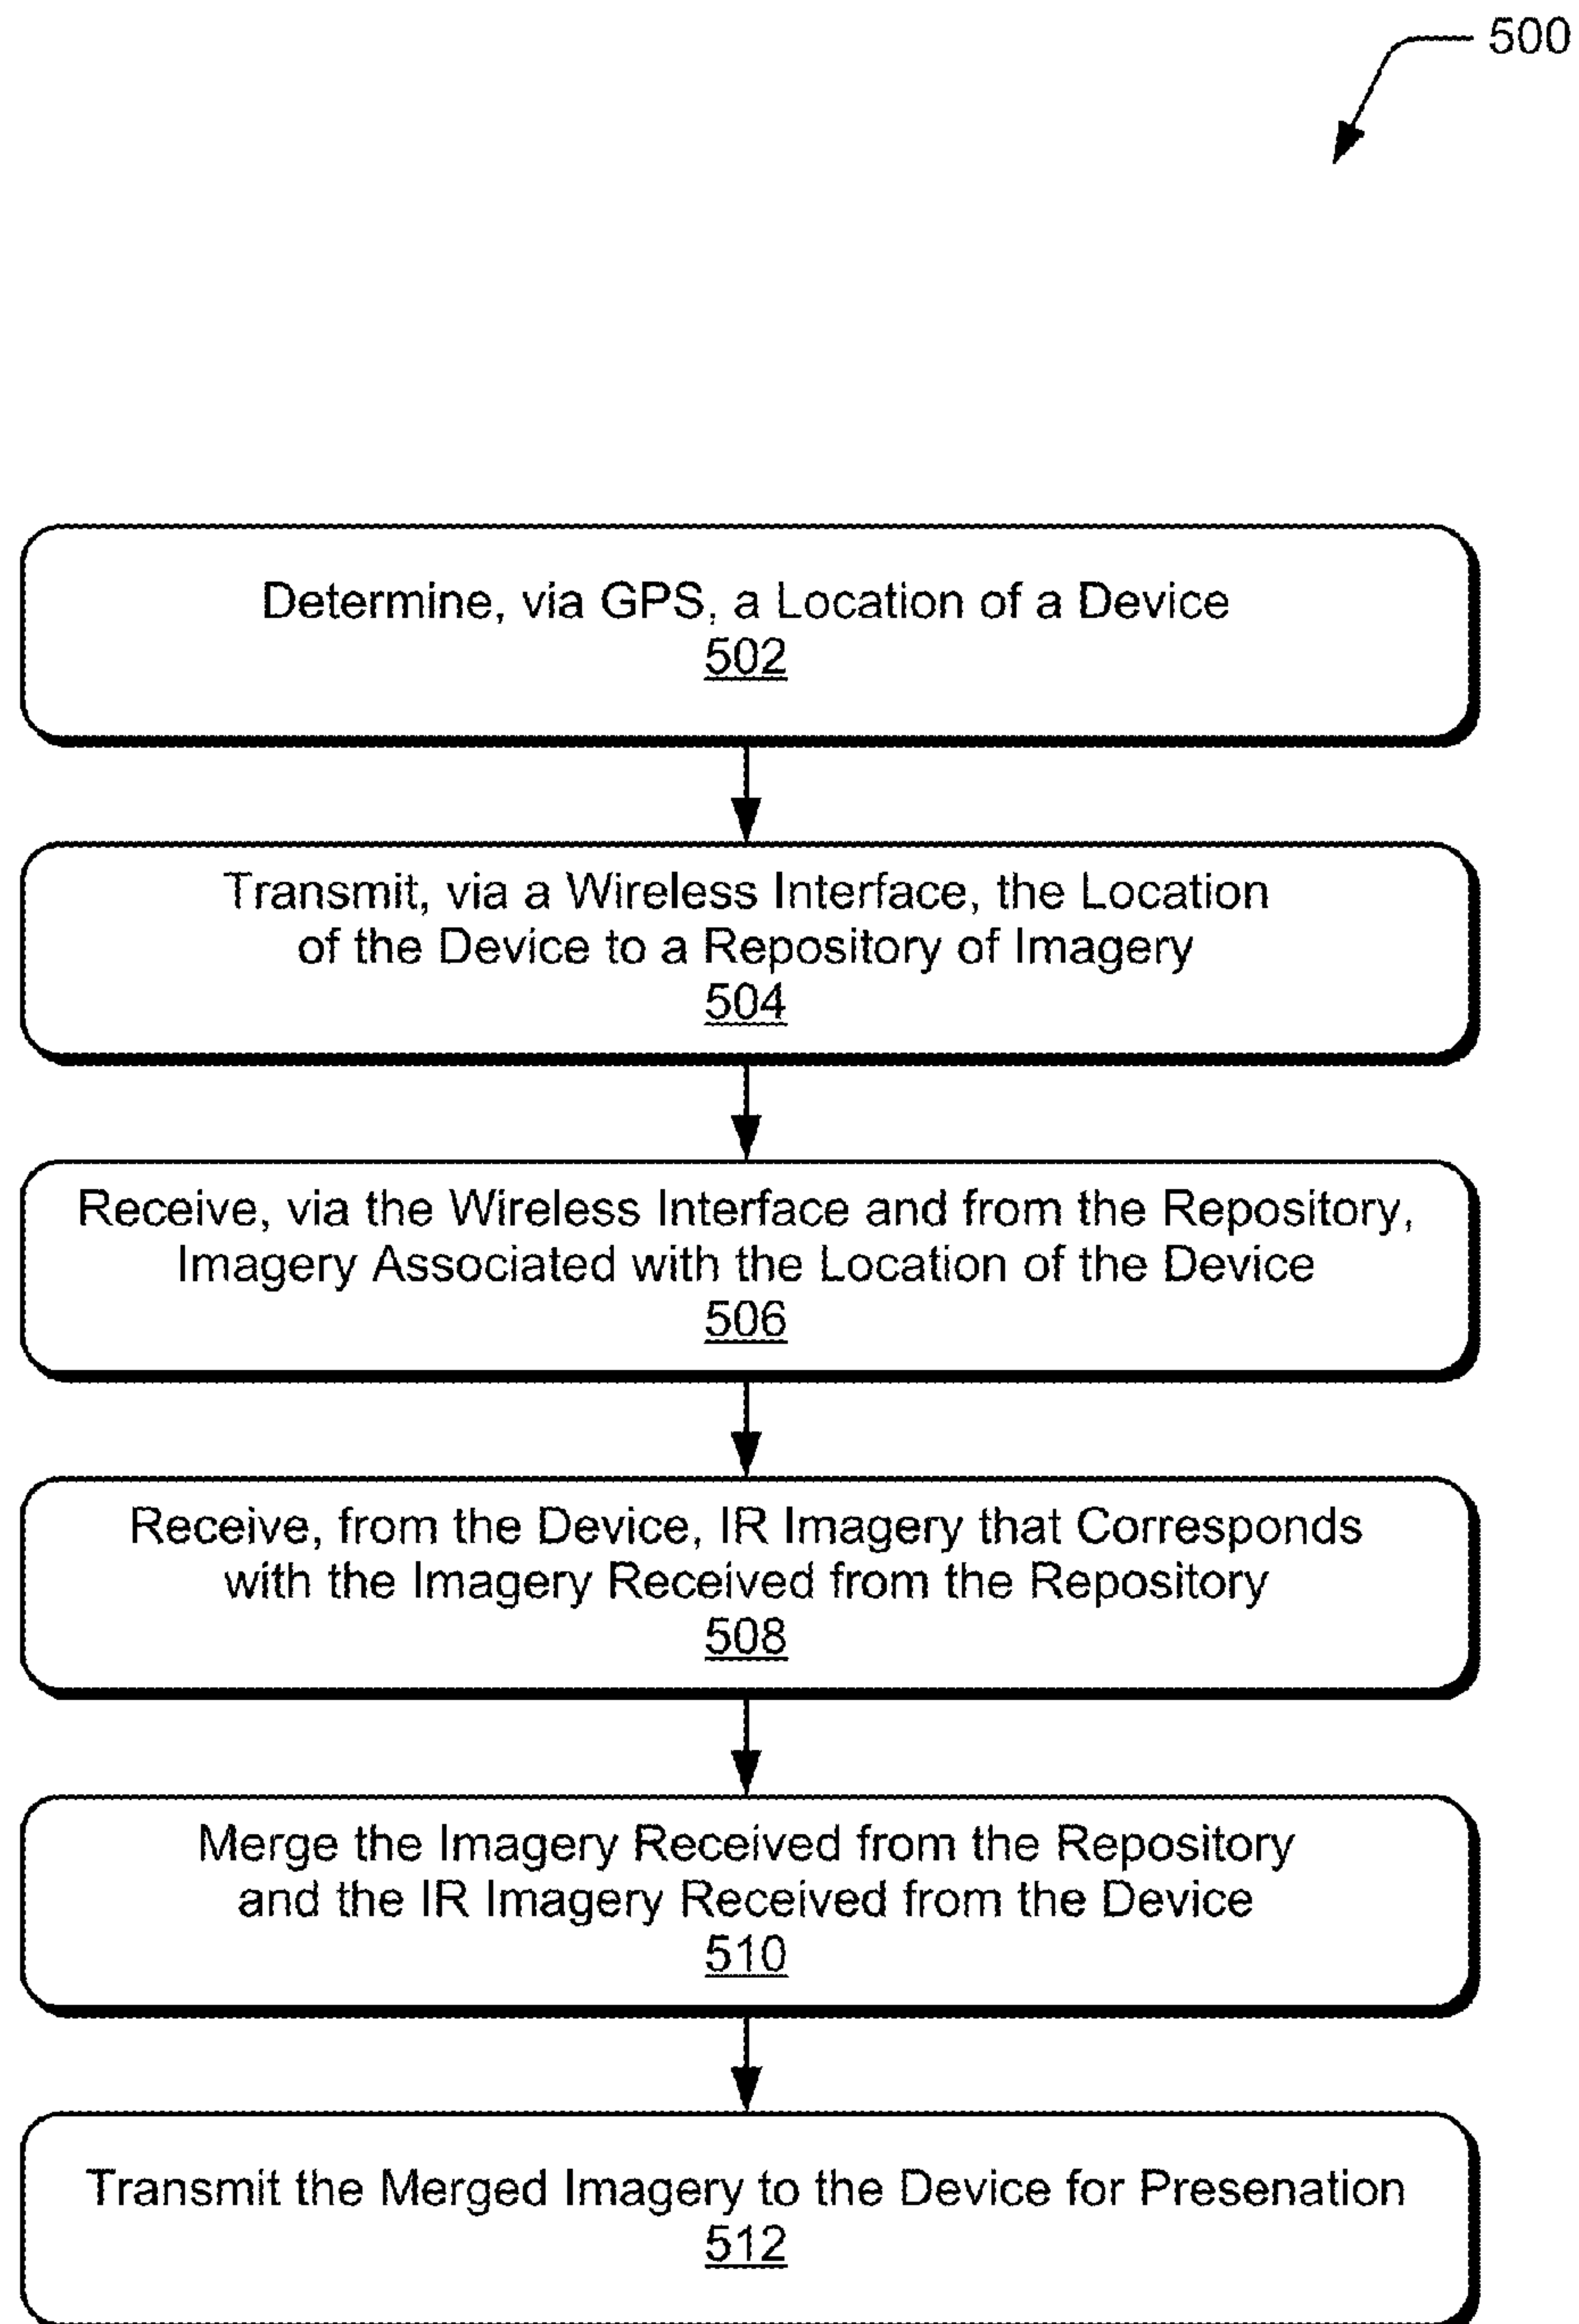 500
Determine, via GPS, a Location of a Device
502
Transmit, via a Wireless Interface, the Location
of the Device to a Repository of Imagery
504
Receive, via the Wireless Interface and from the Repository,
Imagery Associated with the Location of the Device
506
Receive, from the Device, IR Imagery that Corresponds
with the Imagery Received from the Repository
508
Merge the Imagery Received from the Repository
and the IR Imagery Received from the Device
510
Transmit the Merged Imagery to the Device for Presenation
512